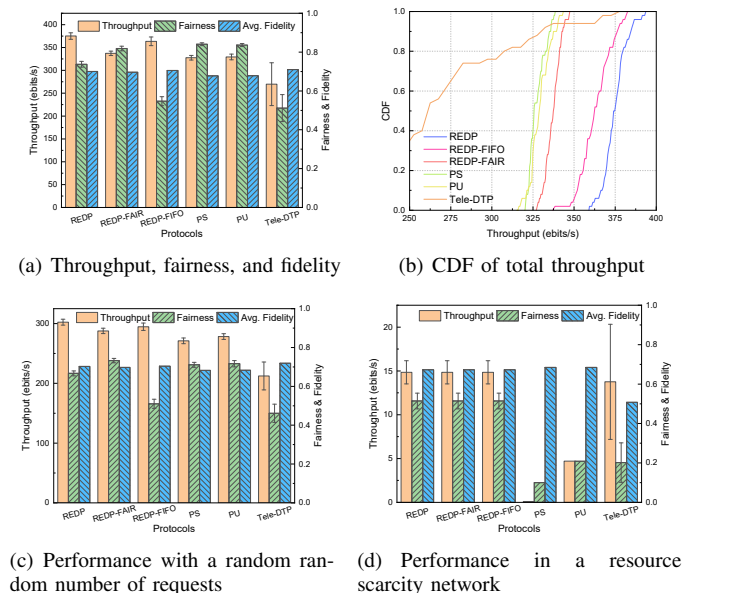 Throughput Fairness Avg. Fidelity
400
350
300
250
200
150
100
50
0
Throughput (ebits/s)
1.0
0.8
0.6
0.4
0.2
0.0
Fairness & Fidelity
REDP REDP-FAIR REDP-FIFO PS PU Tele-DTP
Protocols
(a) Throughput, fairness, and fidelity
1.0
0.8
0.6
0.4
0.2
0.0
CDF
REDP
REDP-FIFO
REDP-FAIR
PS
PU
Tele-DTP
250 275 300 325 350 375 400
Throughput (ebits/s)
(b) CDF of total throughput
Throughput Fairness Avg. Fidelity
300
200
100
0
Throughput (ebits/s)
1.0
0.8
0.6
0.4
0.2
0.0
Fairness & Fidelity
REDP REDP-FAIR REDP-FIFO PS PU Tele-DTP
Protocols
(c) Performance with a random ran-
dom number of requests
Throughput Fairness Avg. Fidelity
20
15
10
5
0
Throughput (ebits/s)
1.0
0.8
0.6
0.4
0.2
0.0
Fairness & Fidelity
REDP REDP-FAIR REDP-FIFO PS PU Tele-DTP
Protocols
(d) Performance in a resource
scarcity network